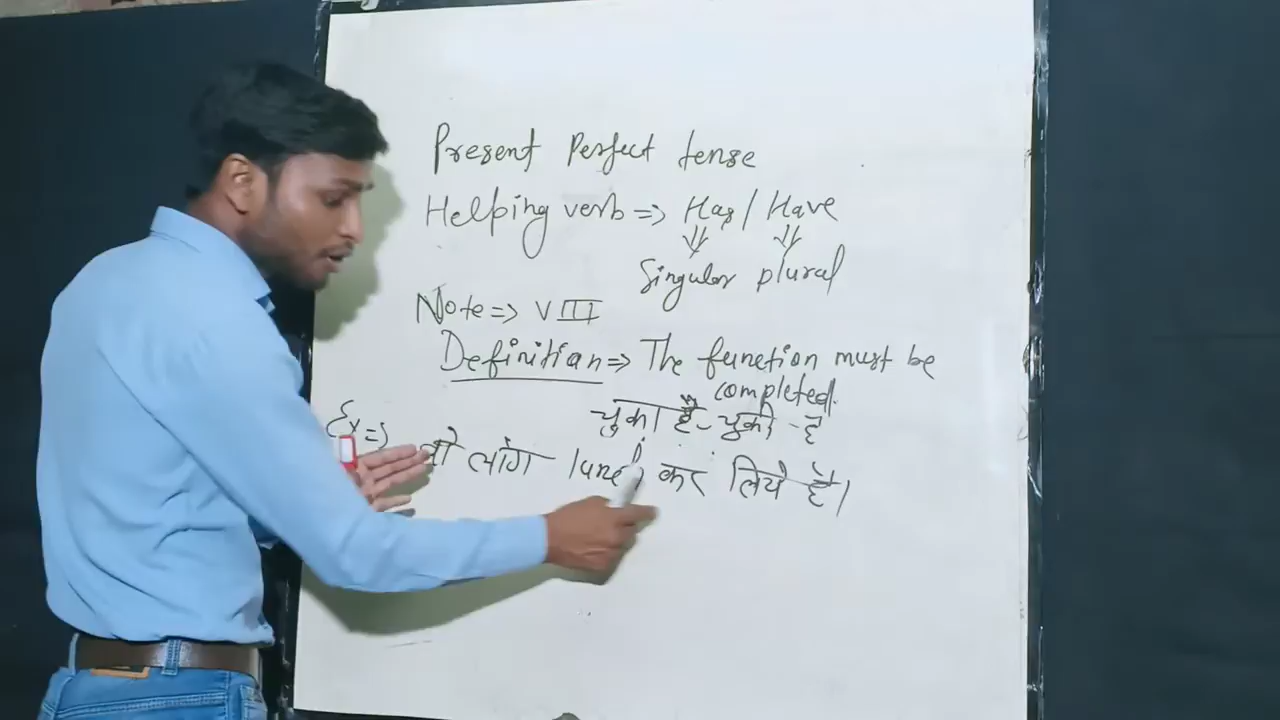 Present Perfect tense
Helping verb => Has / Have
Singular plural
Note => V III
Definition => The function must be
completed.
चुका है - चुकी - है
Ex => वो लोग lunch कर लिये है।